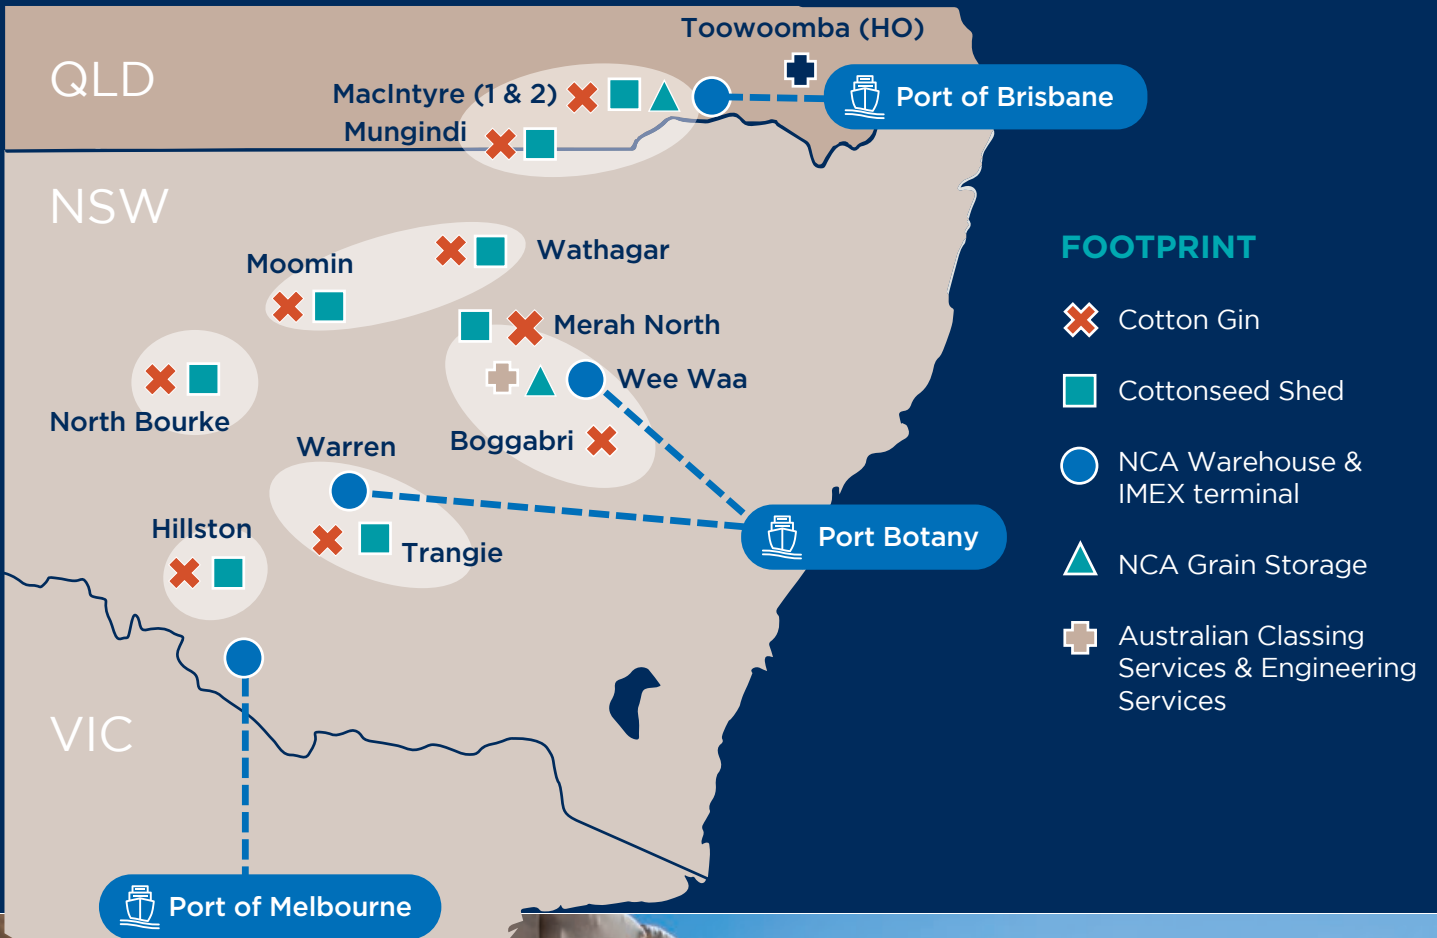 Toowoomba (HO)
QLD
MacIntyre (1 & 2)
Port of Brisbane
Mungindi
NSW
Wathagar
Moomin
Merah North
Wee Waa
North Bourke
Boggabri
Warren
Hillston
Trangie
Port Botany
VIC
Port of Melbourne
FOOTPRINT
Cotton Gin
Cottonseed Shed
NCA Warehouse &
IMEX terminal
NCA Grain Storage
Australian Classing
Services & Engineering
Services